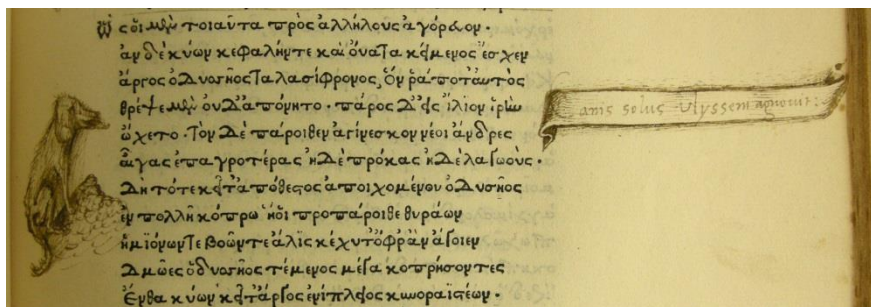 ὣς οἱ μὲν τοιαῦτα πρὸς ἀλλήλους ἀγόρευον.
ἂν δὲ κύων κεφαλήν τε καὶ οὔατα κείμενος ἔσχεν
ἄργος ὀδυσῆος ταλασίφρονος, ὅν ῥά ποτ' αὐτὸς
θρέψε μὲν οὐδ' ἀπόνητο. πάρος δ' εἰς ἴλιον ἱρὴν
ᾤχετο. τὸν δὲ πάροιθεν ἀγίνεσκον νέοι ἄνδρες
αἶγας ἐπ' ἀγροτέρας ἠδὲ πρόκας ἠδὲ λαγωούς.
δὴ τότε κεῖτ' ἀπόθεστος ἀποιχομένου ὀδυσῆος
ἐν πολλῇ κόπρω ἥ οἱ προπάροιθε θυράων
ἡμιόνων τε βοῶν τε ἅλις κέχυτ' ὄφρ' ἂν ἄγοιεν
δμῶες ὀδυσσῆος τέμενος μέγα κοπρήσοντες
ἔνθα κύων κεῖτ' ἄργος ἐνίπλειος κυνοραιστέων.
anis solus Vlyssem agnouit: